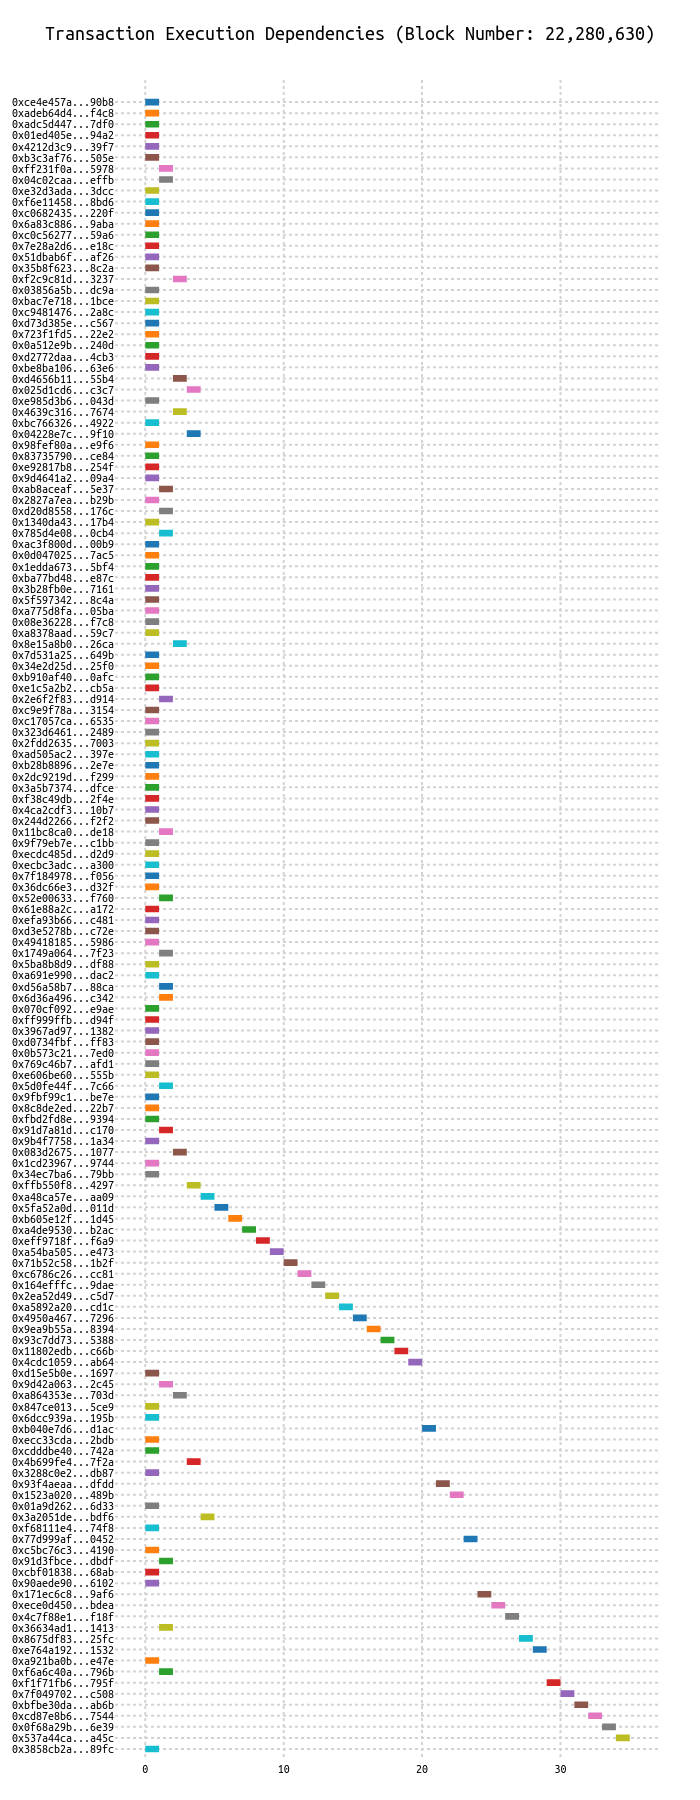 Transaction Execution Dependencies (Block Number: 22,280,630)
0xce4e457a...90b8
0xadeb64d4...f4c8
0xadc5d447...7df0
0x01ed405e...94a2
0x4212d3c9...39f7
0xb3c3af76...505e
0xff231f0a...5978
0x04c02caa...effb
0xe32d3ada...3dcc
0xf6e11458...8bd6
0xc0682435...220f
0x6a83c886...9aba
0xc0c56277...59a6
0x7e28a2d6...e18c
0x51dbab6f...af26
0x35b8f623...8c2a
0xf2c9c81d...3237
0x03856a5b...dc9a
0xbac7e718...1bce
0xc9481476...2a8c
0xd73d385e...c567
0x723f1fd5...22e2
0x0a512e9b...240d
0xd2772daa...4cb3
0xbe8ba106...63e6
0xd4656b11...55b4
0x025d1cd6...c3c7
0xe985d3b6...043d
0x4639c316...7674
0xbc766326...4922
0x04228e7c...9f10
0x98fef80a...e9f6
0x83735790...ce84
0xe92817b8...254f
0x9d4641a2...09a4
0xab8aceaf...5e37
0x2827a7ea...b29b
0xd20d8558...176c
0x1340da43...17b4
0x785d4e08...0cb4
0xac3f800d...00b9
0x0d047025...7ac5
0x1edda673...5bf4
0xba77bd48...e87c
0x3b28fb0e...7161
0x5f597342...8c4a
0xa775d8fa...05ba
0x08e36228...f7c8
0xa8378aad...59c7
0x8e15a8b0...26ca
0x7d531a25...649b
0x34e2d25d...25f0
0xb910af40...0afc
0xe1c5a2b2...cb5a
0x2e6f2f83...d914
0xc9e9f78a...3154
0xc17057ca...6535
0x323d6461...2489
0x2fdd2635...7003
0xad505ac2...397e
0xb28b8896...2e7e
0x2dc9219d...f299
0x3a5b7374...dfce
0xf38c49db...2f4e
0x4ca2cdf3...10b7
0x244d2266...f2f2
0x11bc8ca0...de18
0x9f79eb7e...c1bb
0xecdc485d...d2d9
0xecbc3adc...a300
0x7f184978...f056
0x36dc66e3...d32f
0x52e00633...f760
0x61e88a2c...a172
0xefa93b66...c481
0xd3e5278b...c72e
0x49418185...5986
0x1749a064...7f23
0x5ba8b8d9...df88
0xa691e990...dac2
0xd56a58b7...88ca
0x6d36a496...c342
0x070cf092...e9ae
0xff999ffb...d94f
0x3967ad97...1382
0xd0734fbf...ff83
0x0b573c21...7ed0
0x769c46b7...afd1
0xe606be60...555b
0x5d0fe44f...7c66
0x9fbf99c1...be7e
0x8c8de2ed...22b7
0xfbd2fd8e...9394
0x91d7a81d...c170
0x9b4f7758...1a34
0x083d2675...1077
0x1cd23967...9744
0x34ec7ba6...79bb
0xffb550f8...4297
0xa48ca57e...aa09
0x5fa52a0d...011d
0xb605e12f...1d45
0xa4de9530...b2ac
0xeff9718f...f6a9
0xa54ba505...e473
0x71b52c58...1b2f
0xc6786c26...cc81
0x164efffc...9dae
0x2ea52d49...c5d7
0xa5892a20...cd1c
0x4950a467...7296
0x9ea9b55a...8394
0x93c7dd73...5388
0x11802edb...c66b
0x4cdc1059...ab64
0xd15e5b0e...1697
0x9d42a063...2c45
0xa864353e...703d
0x847ce013...5ce9
0x6dcc939a...195b
0xb040e7d6...d1ac
0xecc33cda...2bdb
0xcdddbe40...742a
0x4b699fe4...7f2a
0x3288c0e2...db87
0x93f4aeaa...dfdd
0x1523a020...489b
0x01a9d262...6d33
0x3a2051de...bdf6
0xf68111e4...74f8
0x77d999af...0452
0xc5bc76c3...4190
0x91d3fbce...dbdf
0xcbf01838...68ab
0x90aede90...6102
0x171ec6c8...9af6
0xece0d450...bdea
0x4c7f88e1...f18f
0x36634ad1...1413
0x8675df83...25fc
0xe764a192...1532
0xa921ba0b...e47e
0xf6a6c40a...796b
0xf1f71fb6...795f
0x7f049702...c508
0xbfbe30da...ab6b
0xcd87e8b6...7544
0x0f68a29b...6e39
0x537a44ca...a45c
0x3858cb2a...89fc
0 10 20 30